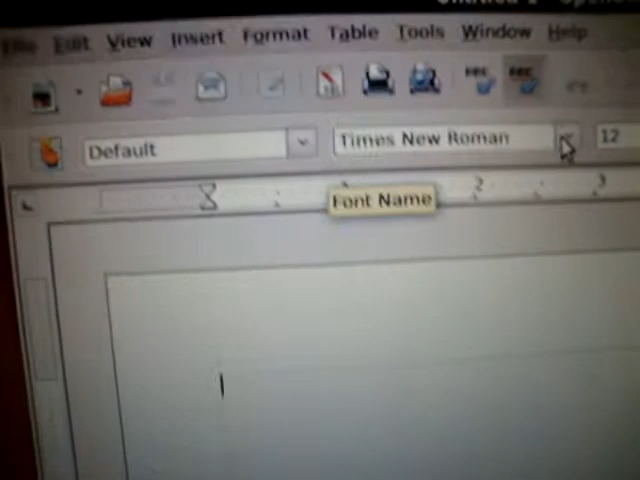 File Edit View Insert Format Table Tools Window Help
Default Times New Roman 12
2 3
Font Name